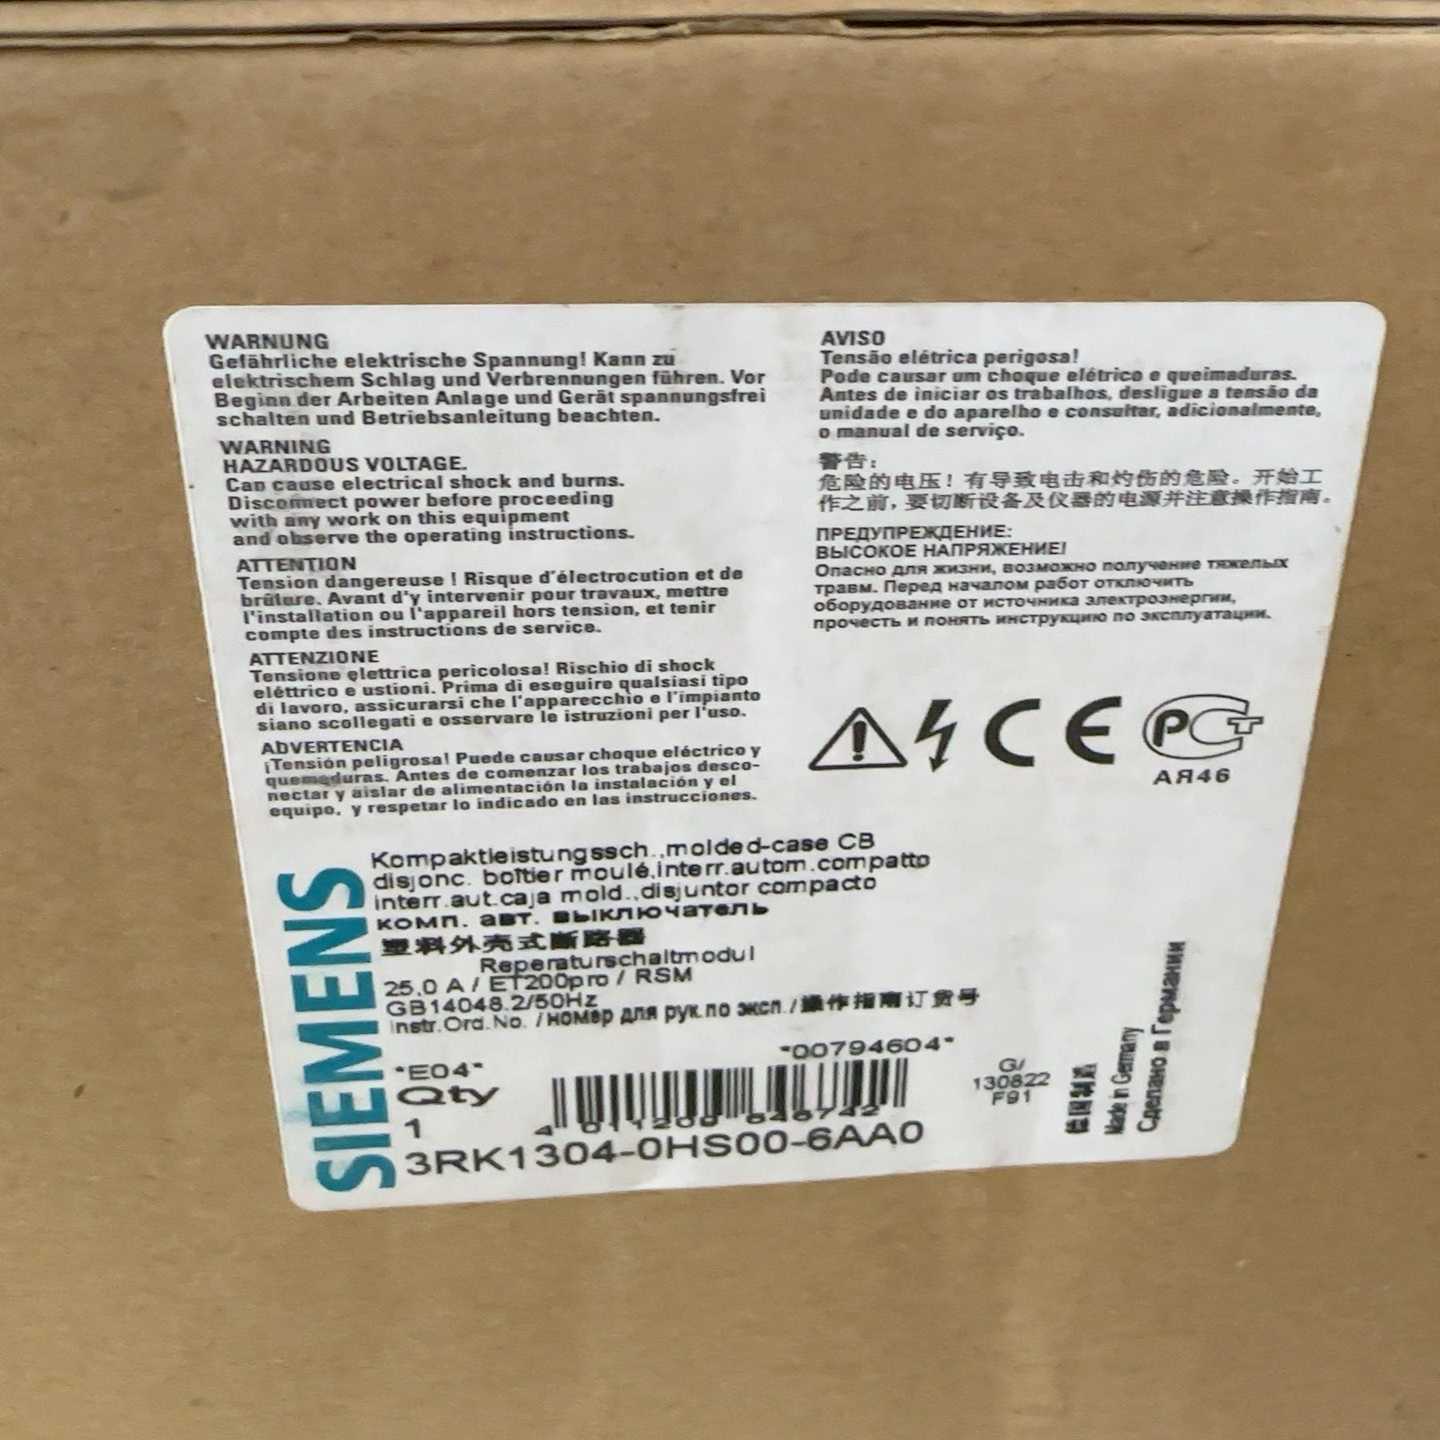 WARNUNG
Gefährliche elektrische Spannung! Kann zu
elektrischem Schlag und Verbrennungen führen. Vor
Beginn der Arbeiten Anlage und Gerät spannungsfrei
schalten und Betriebsanleitung beachten.
WARNING
HAZARDOUS VOLTAGE.
Can cause electrical shock and burns.
Disconnect power before proceeding
with any work on this equipment
and observe the operating instructions.
ATTENTION
Tension dangereuse ! Risque d'électrocution et de
brûlure. Avant d'y intervenir pour travaux, mettre
l'installation ou l'appareil hors tension, et tenir
compte des instructions de service.
ATTENZIONE
Tensione elettrica pericolosa! Rischio di shock
eléttrico e ustioni. Prima di eseguire qualsiasi tipo
di lavoro, assicurarsi che l'apparecchio e l'impianto
siano scollegati e osservare le istruzioni per l'uso.
ADVERTENCIA
¡Tensión peligrosa! Puede causar choque eléctrico y
quemaduras. Antes de comenzar los trabajos desco-
nectar y aislar de alimentación la instalación y el
equipo, y respetar lo indicado en las instrucciones.
AVISO
Tensão elétrica perigosa!
Pode causar um choque elétrico e queimaduras.
Antes de iniciar os trabalhos, desligue a tensão da
unidade e do aparelho e consultar, adicionalmente,
o manual de serviço.
警告：
危险的电压！有导致电击和灼伤的危险。开始工
作之前，要切断设备及仪器的电源并注意操作指南。
ПРЕДУПРЕЖДЕНИЕ:
ВЫСОКОЕ НАПРЯЖЕНИЕ!
Опасно для жизни, возможно получение тяжелых
травм. Перед началом работ отключить
оборудование от источника электроэнергии,
прочесть и понять инструкцию по эксплуатации.
CE
РСТ
АЯ46
SIEMENS
Kompaktleistungssch.,molded-case CB
disjonc. boîtier moulé,interr.autom.compatto
interr.aut.caja mold.,disjuntor compacto
комп. авт. выключатель
塑料外壳式断路器
Reperaturschaltmodul
25,0 A / ET200pro / RSM
GB14048.2/50Hz
Instr.Ord.No. /номер для рук.по эксп./操作指南订货号
*E04*
*00794604*
Qty
1
4 011209 646742
3RK1304-0HS00-6AA0
G/
130822
F91
德国制造
Made in Germany
Сделано в Германии